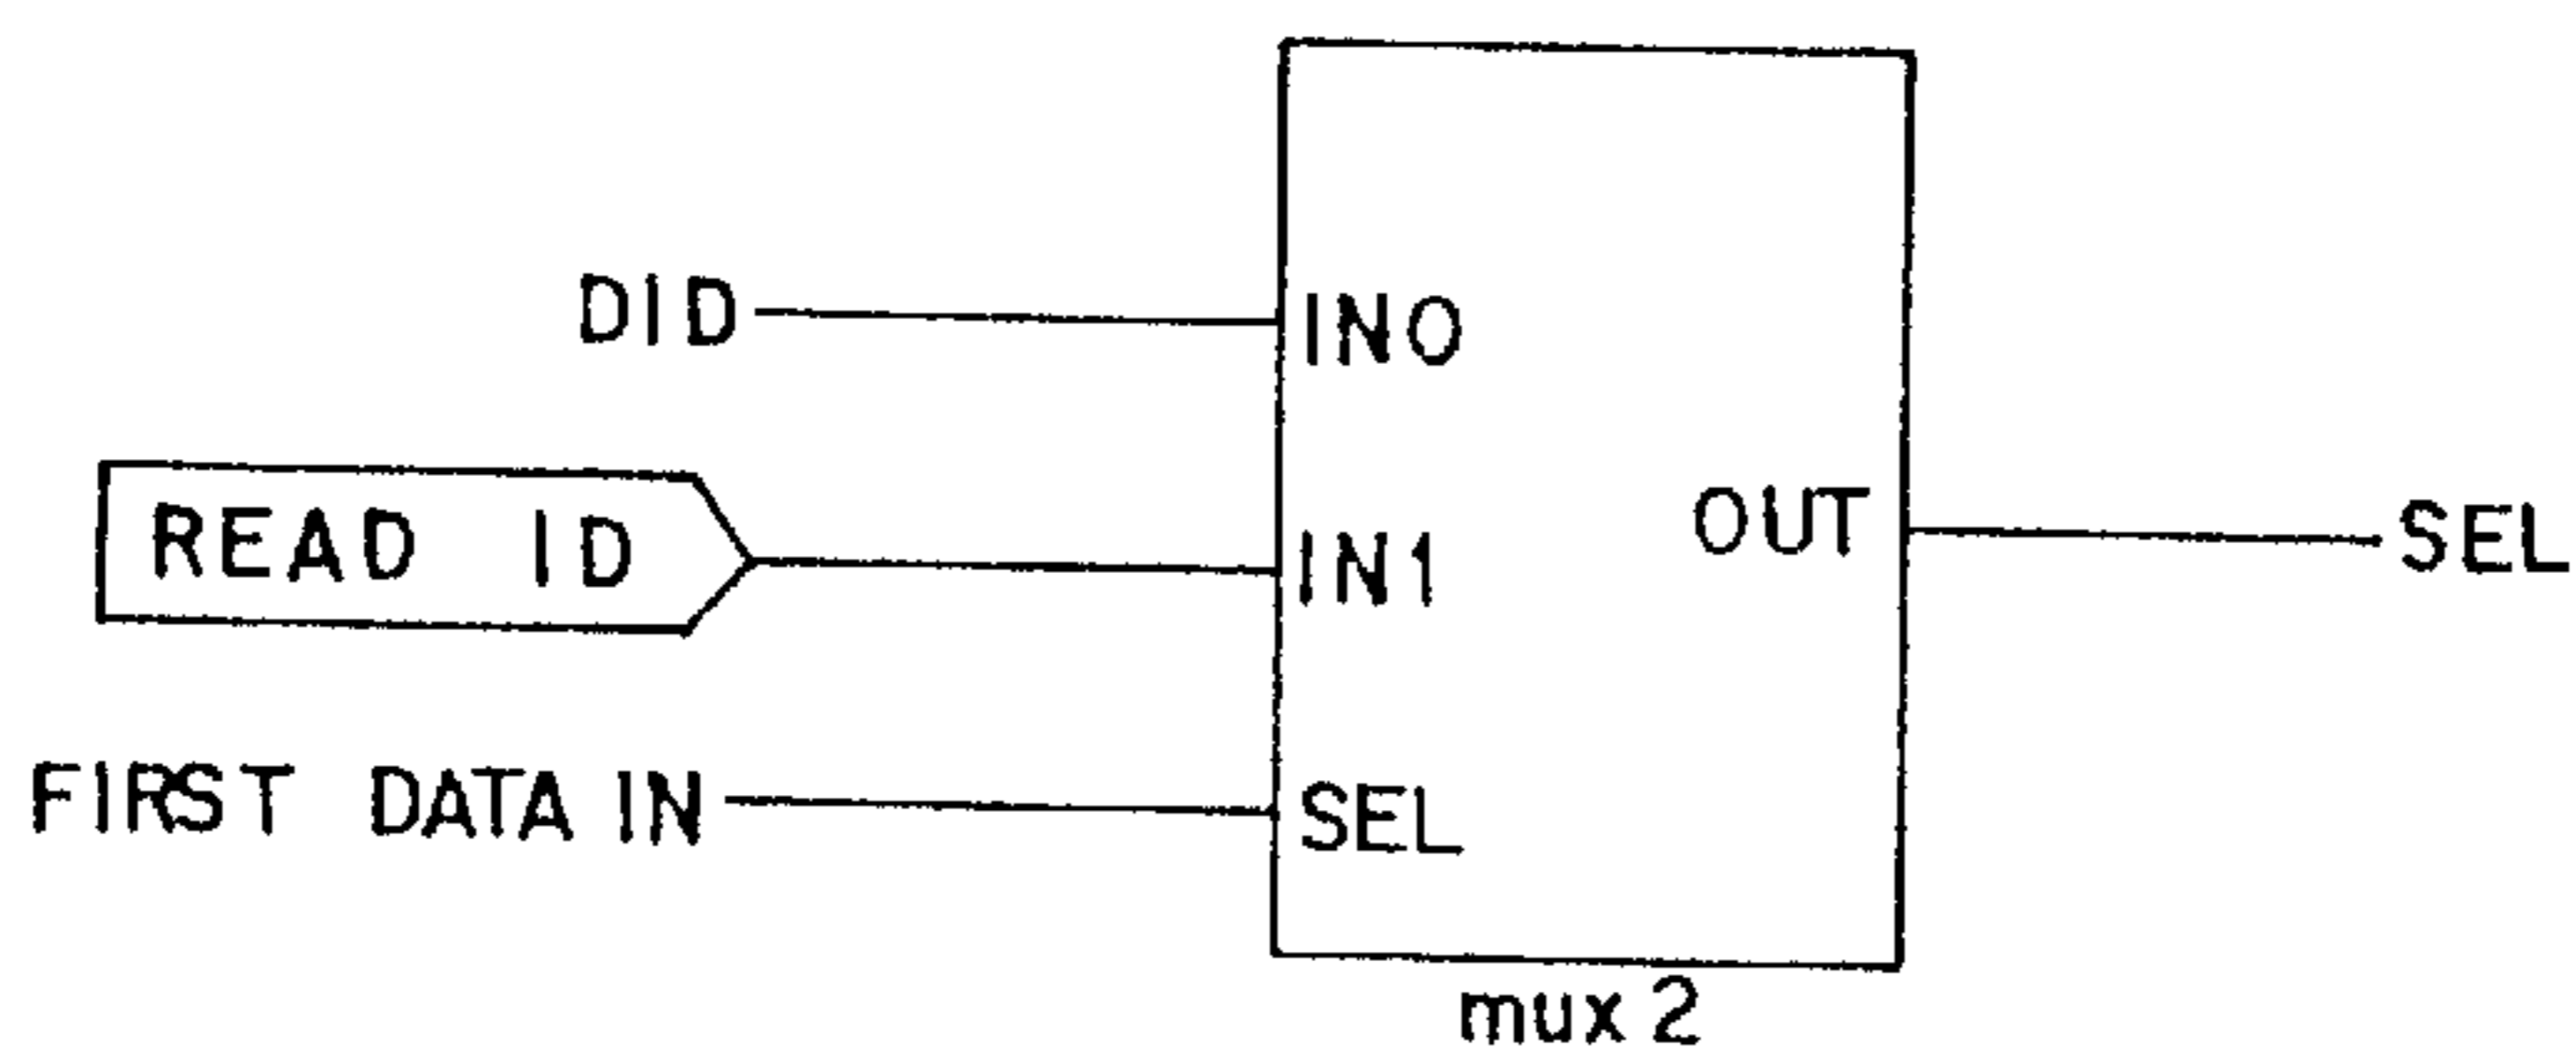 DID
IN0
READ ID
IN1
OUT
SEL
FIRST DATA IN
SEL
mux 2